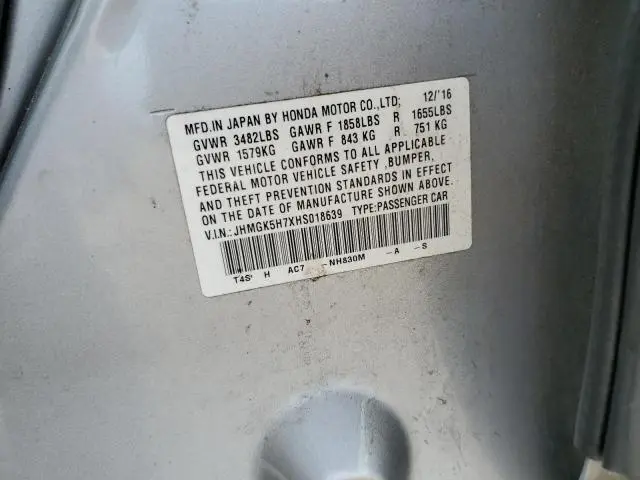 MFD.IN JAPAN BY HONDA MOTOR CO.,LTD; 12/'16
GVWR 3482LBS GAWR F 1858LBS R 1655LBS
GVWR 1579KG GAWR F 843 KG R 751 KG
THIS VEHICLE CONFORMS TO ALL APPLICABLE
FEDERAL MOTOR VEHICLE SAFETY ,BUMPER,
AND THEFT PREVENTION STANDARDS IN EFFECT
ON THE DATE OF MANUFACTURE SHOWN ABOVE.
V.I.N.: JHMGK5H7XHS018639 TYPE:PASSENGER CAR
H AC7 -NH830M -A -S